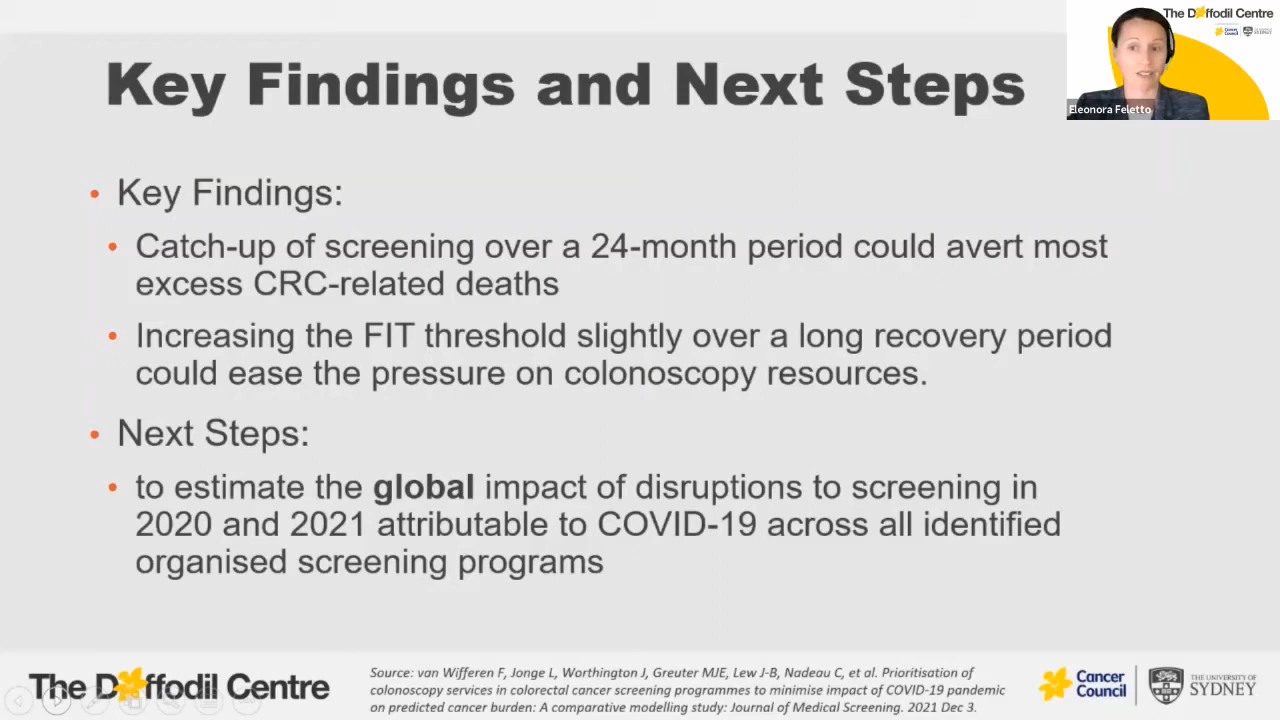 Key Findings and Next Steps
The Daffodil Centre
Cancer
Council
Eleonora Feletto
• Key Findings:
• Catch-up of screening over a 24-month period could avert most
excess CRC-related deaths
• Increasing the FIT threshold slightly over a long recovery period
could ease the pressure on colonoscopy resources.
• Next Steps:
• to estimate the global impact of disruptions to screening in
2020 and 2021 attributable to COVID-19 across all identified
organised screening programs
The Daffodil Centre
Source: van Wifferen F, Jonge L, Worthington J, Greuter MJE, Lew J-B, Nadeau C, et al. Prioritisation of
colonoscopy services in colorectal cancer screening programmes to minimise impact of COVID-19 pandemic
on predicted cancer burden: A comparative modelling study: Journal of Medical Screening. 2021 Dec 3.
Cancer
Council
THE UNIVERSITY OF
SYDNEY